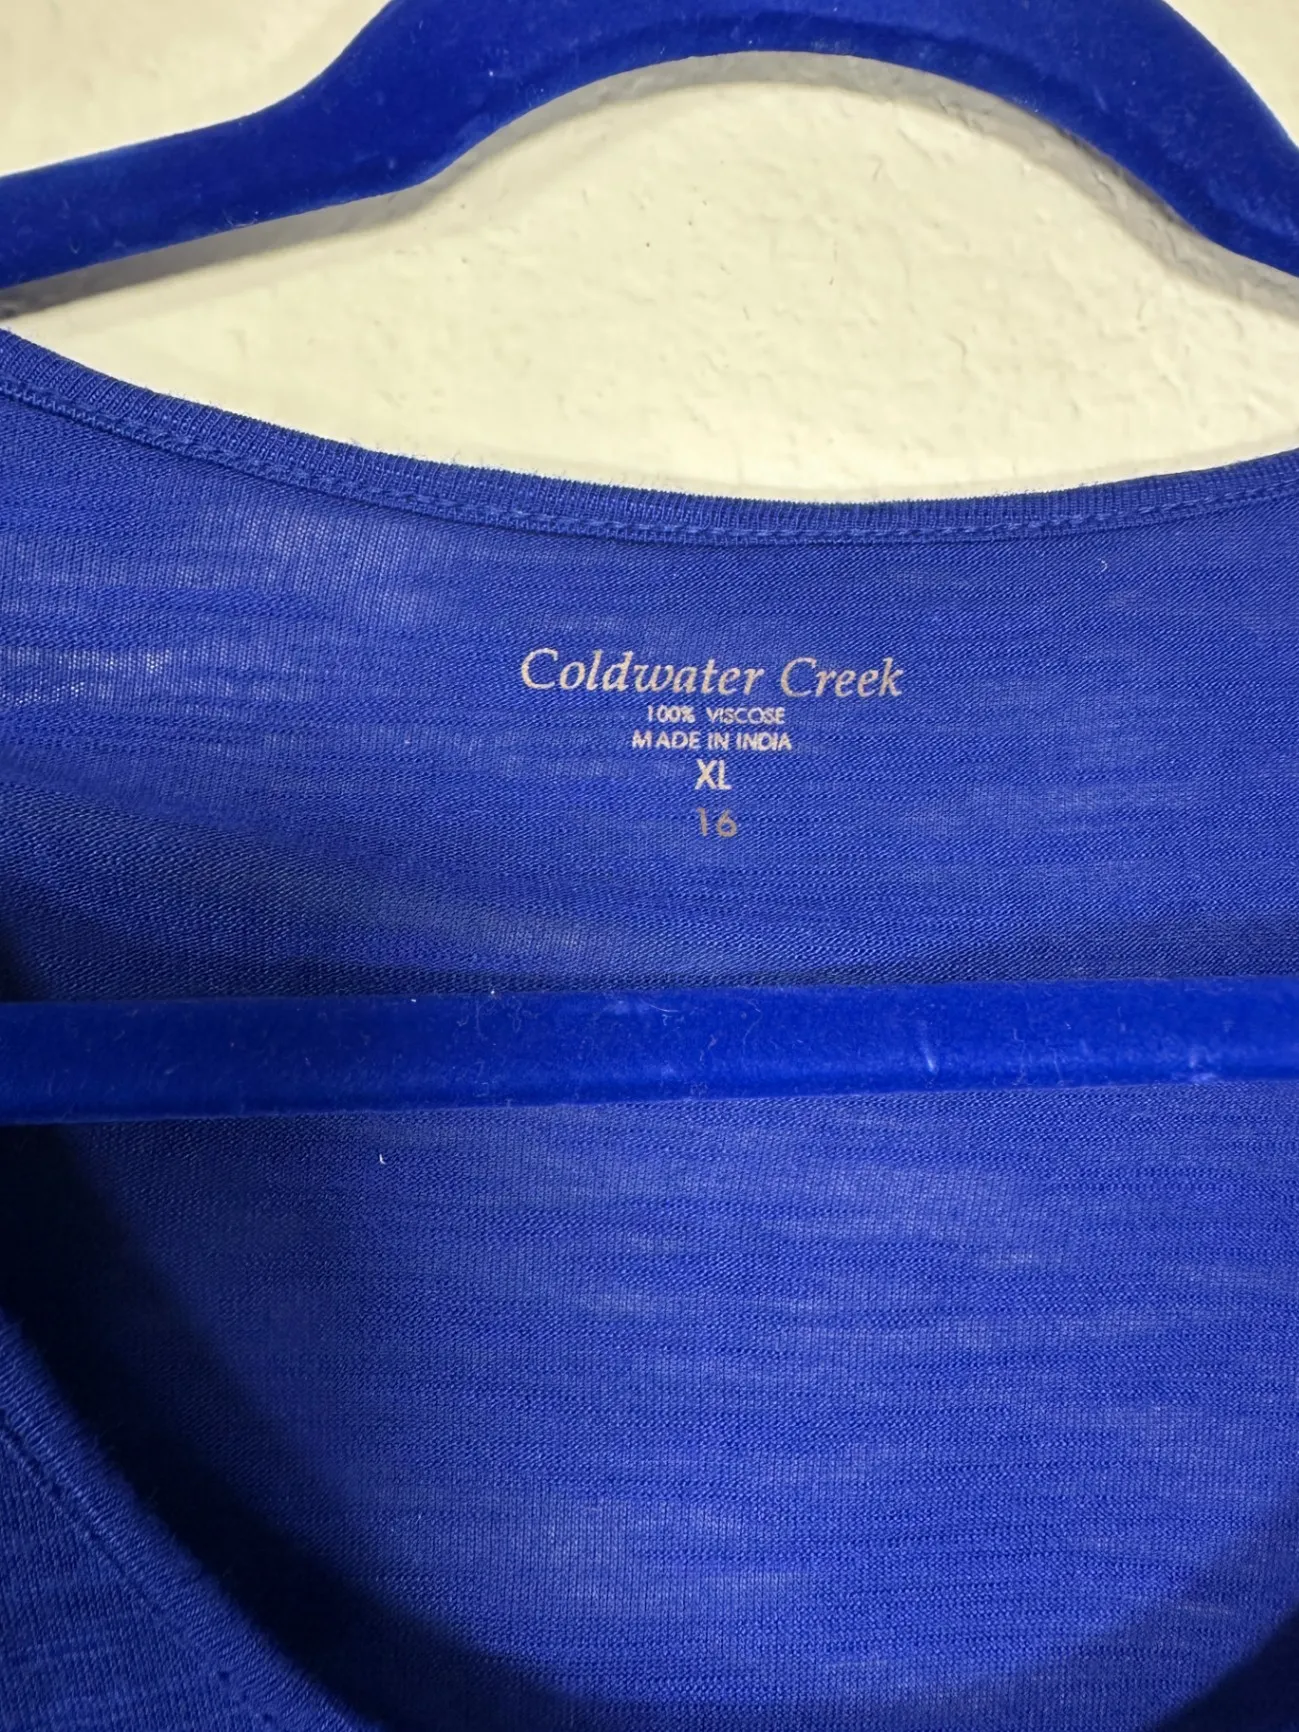 Coldwater Creek
100% VISCOSE
MADE IN INDIA
XL
16